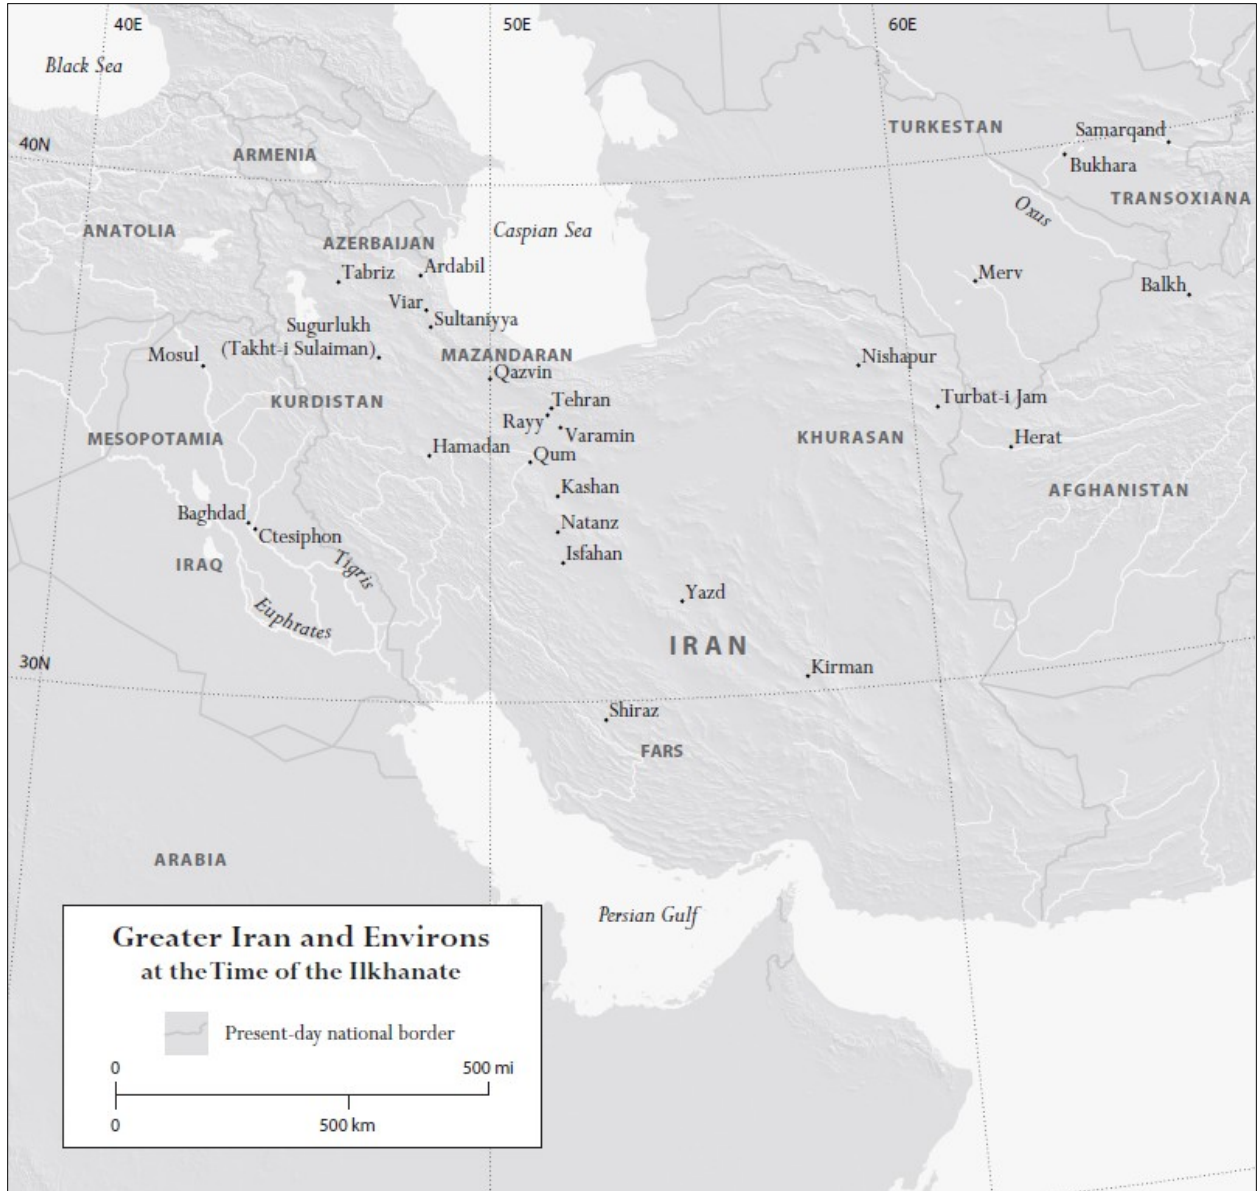 40E
50E
60E
Black Sea
TURKESTAN
Samarqand
40N
ARMENIA
Bukhara
TRANSOXIANA
Oxus
ANATOLIA
Caspian Sea
AZERBAIJAN
Ardabil
Tabriz
Merv
Balkh
Viar
Sultaniyya
Sugurlukh
(Takht-i Sulaiman)
Mosul
MAZANDARAN
Nishapur
Qazvin
KURDISTAN
Tehran
Turbat-i Jam
Rayy
Varamin
MESOPOTAMIA
KHURASAN
Herat
Hamadan
Qum
Kashan
AFGHANISTAN
Baghdad
Ctesiphon
Natanz
Isfahan
IRAQ
Tigris
Yazd
Euphrates
IRAN
30N
Kirman
Shiraz
FARS
ARABIA
Persian Gulf
Greater Iran and Environs
at the Time of the Ilkhanate
Present-day national border
0 500 mi
0 500 km